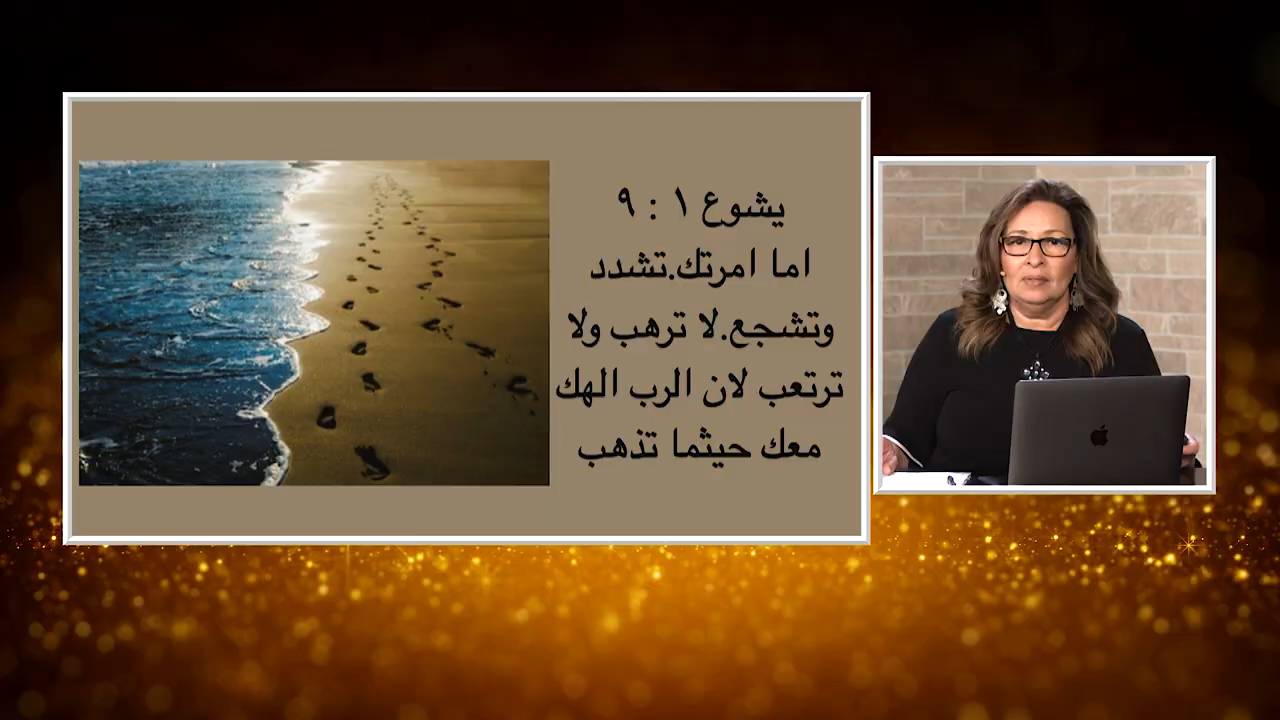 يشوع ١ : ٩
اما امرتك.تشدد
وتشجع.لا ترهب ولا
ترتعب لان الرب الهك
معك حيثما تذهب